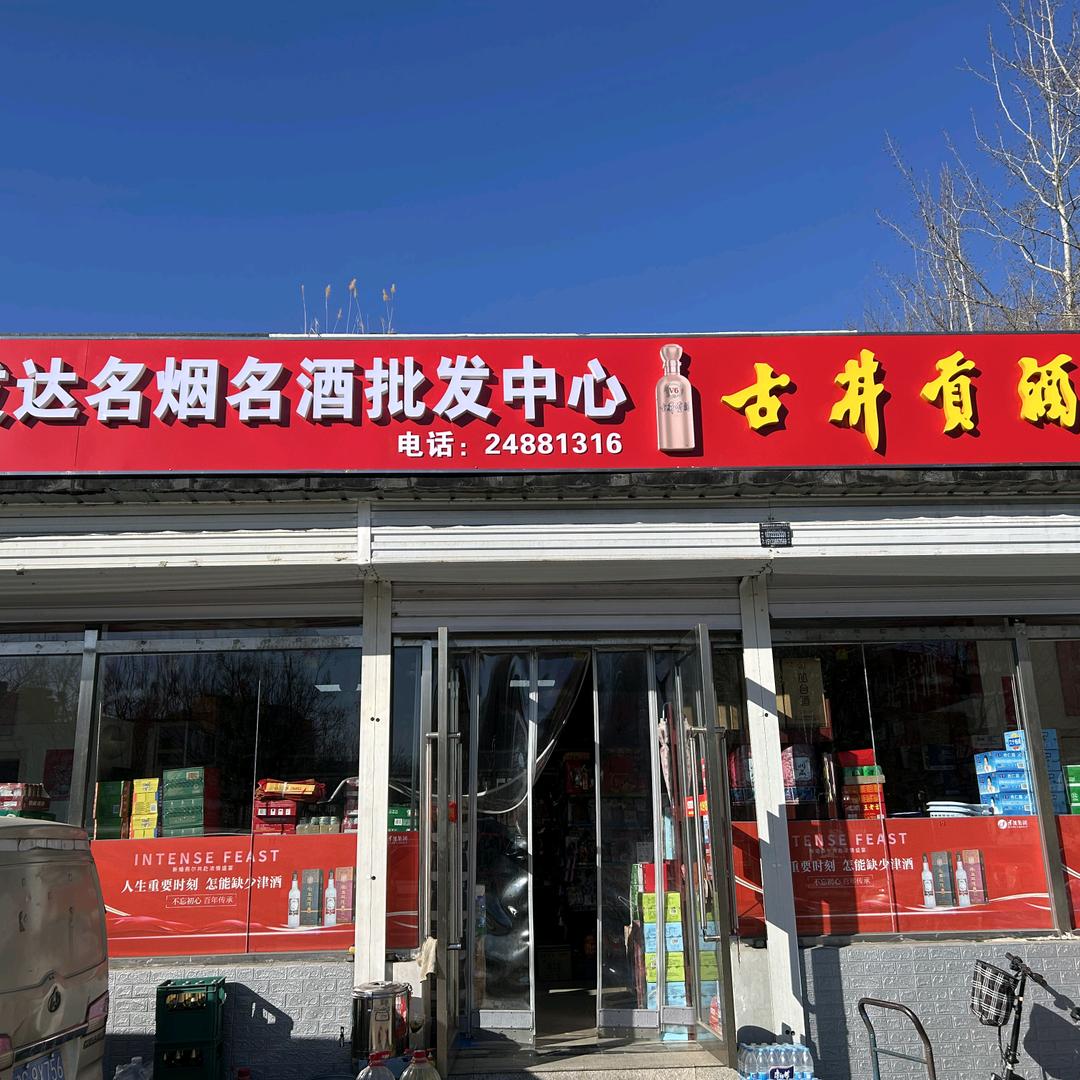 达名烟名酒批发中心
电话：24881316
V6
古井贡酒
INTENSE FEAST
人生重要时刻 怎能缺少津酒
不忘初心 百年传承
TENSE FEAST
重要时刻 怎能缺少津酒
不忘初心 百年传承